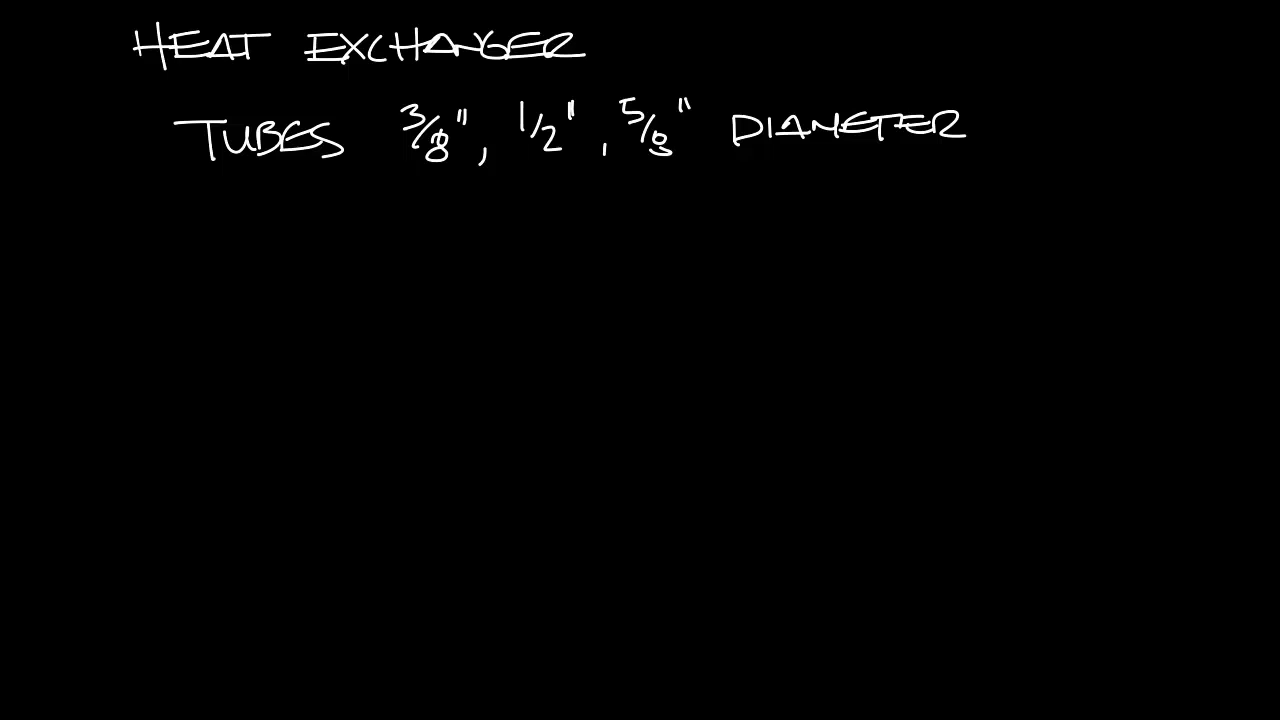 HEAT EXCHANGER
TUBES 3/8", 1/2", 5/8" DIAMETER